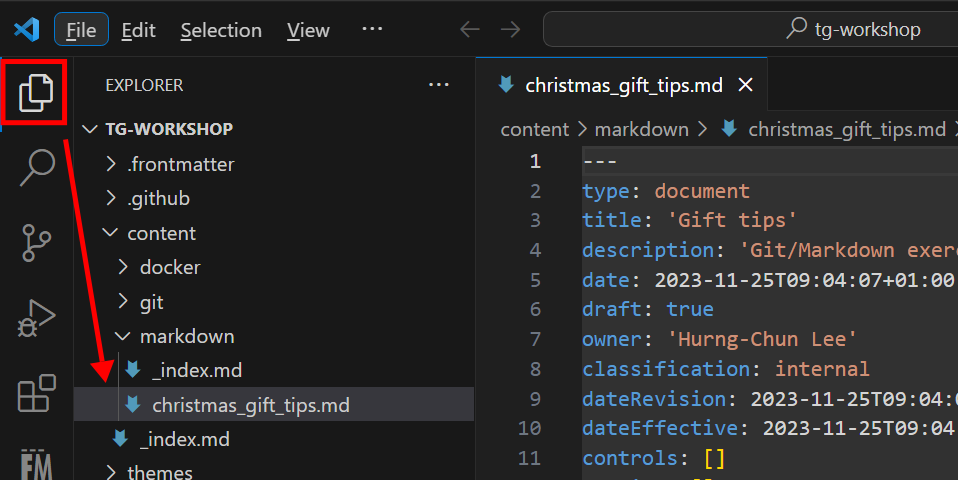 File Edit Selection View ··· tg-workshop
EXPLORER ···
TG-WORKSHOP
.frontmatter
.github
content
docker
git
markdown
_index.md
christmas_gift_tips.md
_index.md
themes
FM
christmas_gift_tips.md
content > markdown > christmas_gift_tips.md >
1 ---
2 type: document
3 title: 'Gift tips'
4 description: 'Git/Markdown exer
5 date: 2023-11-25T09:04:07+01:00
6 draft: true
7 owner: 'Hurng-Chun Lee'
8 classification: internal
9 dateRevision: 2023-11-25T09:04:0
10 dateEffective: 2023-11-25T09:04
11 controls: []